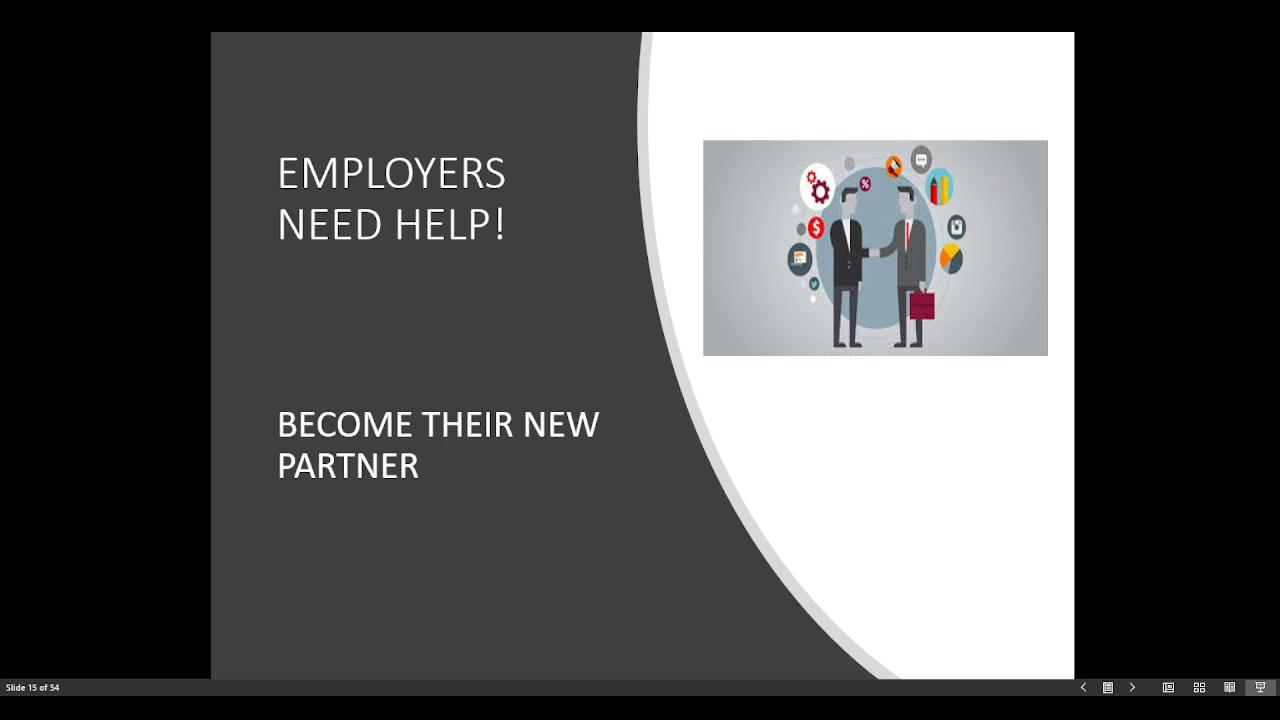 EMPLOYERS
NEED HELP!
BECOME THEIR NEW
PARTNER
%
$
Slide 15 of 54